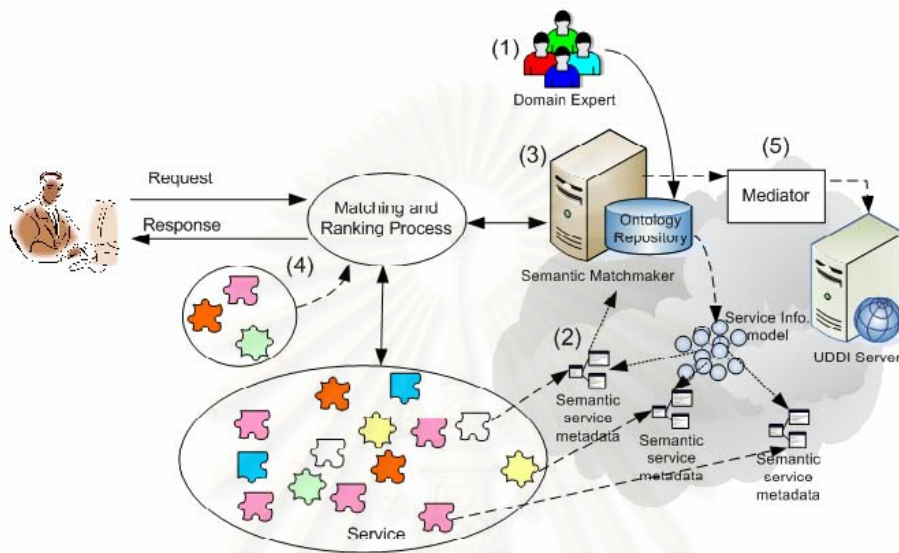 (1)
Domain Expert
(3)
(5)
Request
Mediator
Matching and
Ranking Process
Ontology
Repository
Response
(4)
Semantic Matchmaker
Service Info.
model
UDDI Server
(2)
Semantic
service
metadata
Semantic
service
metadata
Semantic
service
metadata
Service